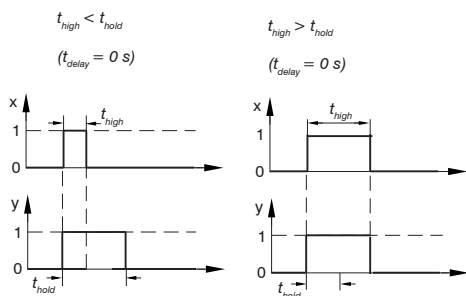 t_high < t_hold
(t_delay = 0 s)
x
1
t_high
0
y
1
0
t_hold
t_high > t_hold
(t_delay = 0 s)
x
t_high
1
0
y
1
0
t_hold